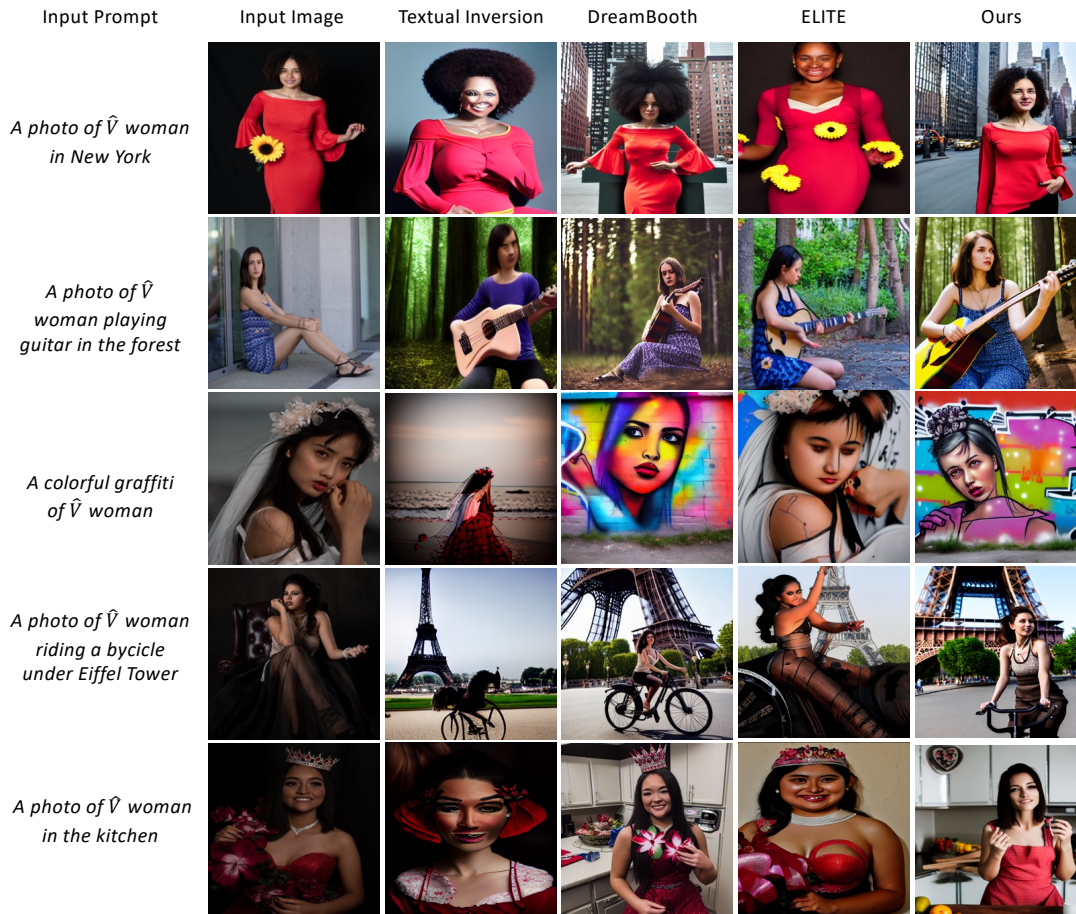 Input Prompt
Input Image
Textual Inversion
DreamBooth
ELITE
Ours
A photo of V̂ woman
in New York
A photo of V̂
woman playing
guitar in the forest
A colorful graffiti
of V̂ woman
A photo of V̂ woman
riding a bycicle
under Eiffel Tower
A photo of V̂ woman
in the kitchen